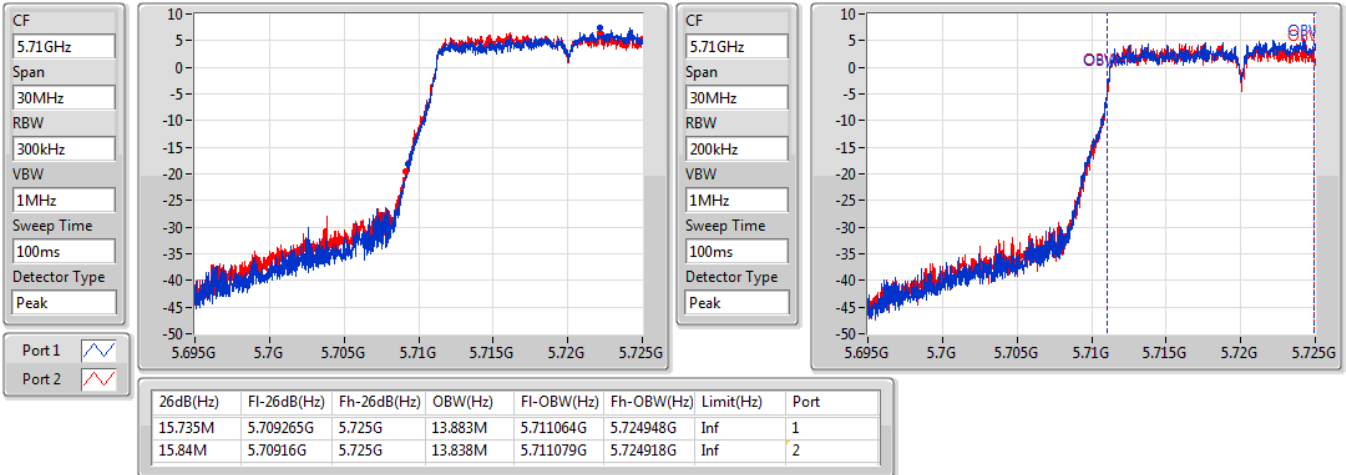 CF
5.71GHz
Span
30MHz
RBW
300kHz
VBW
1MHz
Sweep Time
100ms
Detector Type
Peak
Port 1
Port 2
10
5
0
-5
-10
-15
-20
-25
-30
-35
-40
-45
-50
5.695G 5.7G 5.705G 5.71G 5.715G 5.72G 5.725G
CF
5.71GHz
Span
30MHz
RBW
200kHz
VBW
1MHz
Sweep Time
100ms
Detector Type
Peak
10
5
0
-5
-10
-15
-20
-25
-30
-35
-40
-45
-50
OBW
OBW
5.695G 5.7G 5.705G 5.71G 5.715G 5.72G 5.725G
26dB(Hz) Fl-26dB(Hz) Fh-26dB(Hz) OBW(Hz) Fl-OBW(Hz) Fh-OBW(Hz) Limit(Hz) Port
15.735M 5.709265G 5.725G 13.883M 5.711064G 5.724948G Inf 1
15.84M 5.70916G 5.725G 13.838M 5.711079G 5.724918G Inf 2